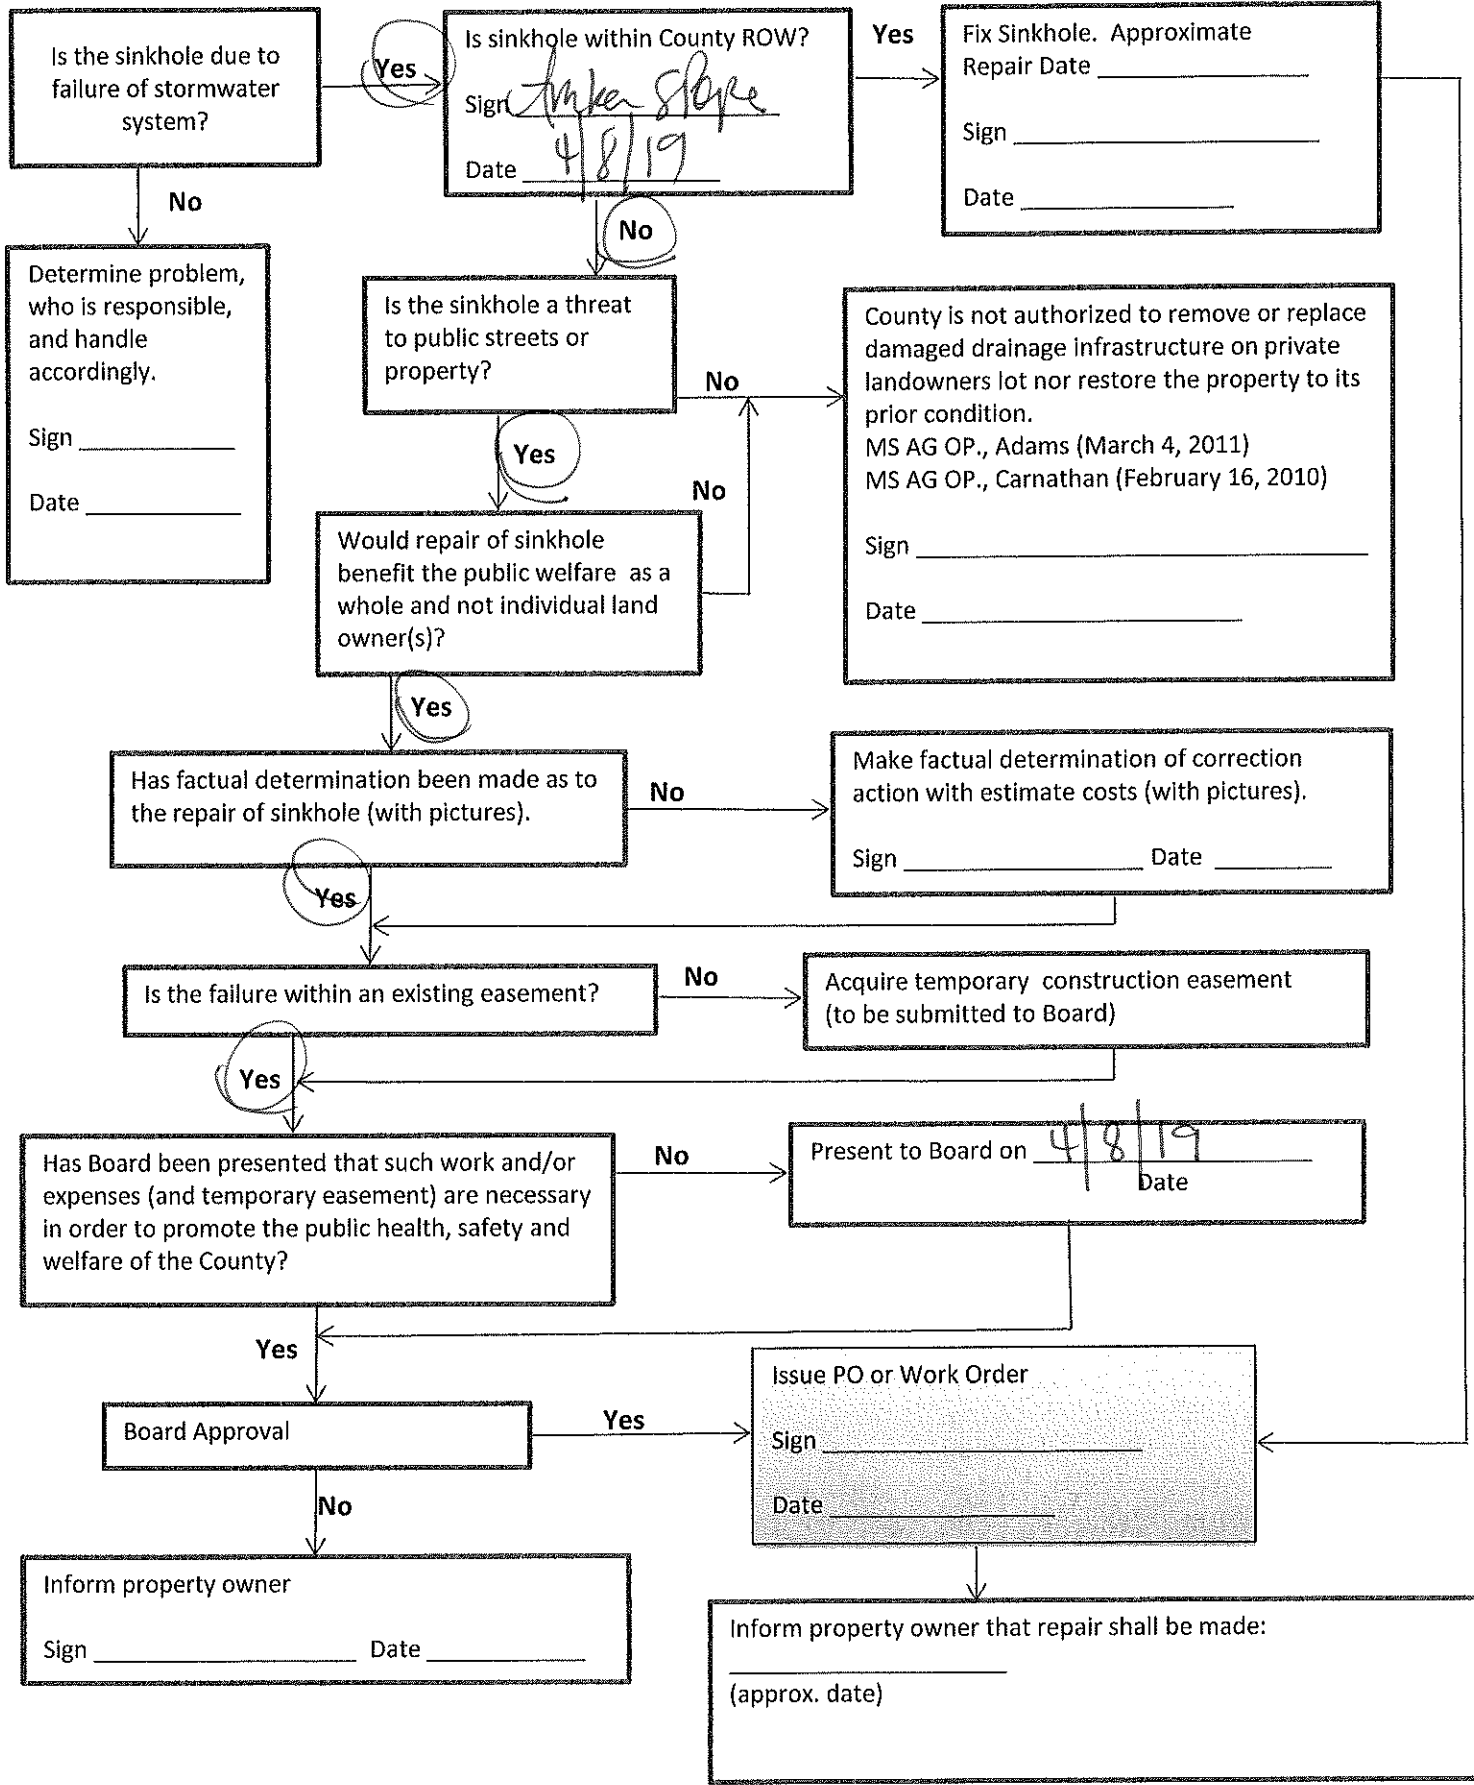 Is the sinkhole due to
failure of stormwater
system?
Yes
No
Is sinkhole within County ROW?
Sign
Date 4/8/19
Yes
No
Fix Sinkhole. Approximate
Repair Date
Sign
Date
Determine problem,
who is responsible,
and handle
accordingly.
Sign
Date
Is the sinkhole a threat
to public streets or
property?
No
Yes
County is not authorized to remove or replace
damaged drainage infrastructure on private
landowners lot nor restore the property to its
prior condition.
MS AG OP., Adams (March 4, 2011)
MS AG OP., Carnathan (February 16, 2010)
Sign
Date
Would repair of sinkhole
benefit the public welfare as a
whole and not individual land
owner(s)?
No
Yes
Has factual determination been made as to
the repair of sinkhole (with pictures).
No
Yes
Make factual determination of correction
action with estimate costs (with pictures).
Sign Date
Is the failure within an existing easement?
No
Yes
Acquire temporary construction easement
(to be submitted to Board)
Has Board been presented that such work and/or
expenses (and temporary easement) are necessary
in order to promote the public health, safety and
welfare of the County?
No
Yes
Present to Board on 4/8/19
Date
Board Approval
Yes
No
Issue PO or Work Order
Sign
Date
Inform property owner
Sign Date
Inform property owner that repair shall be made:
(approx. date)